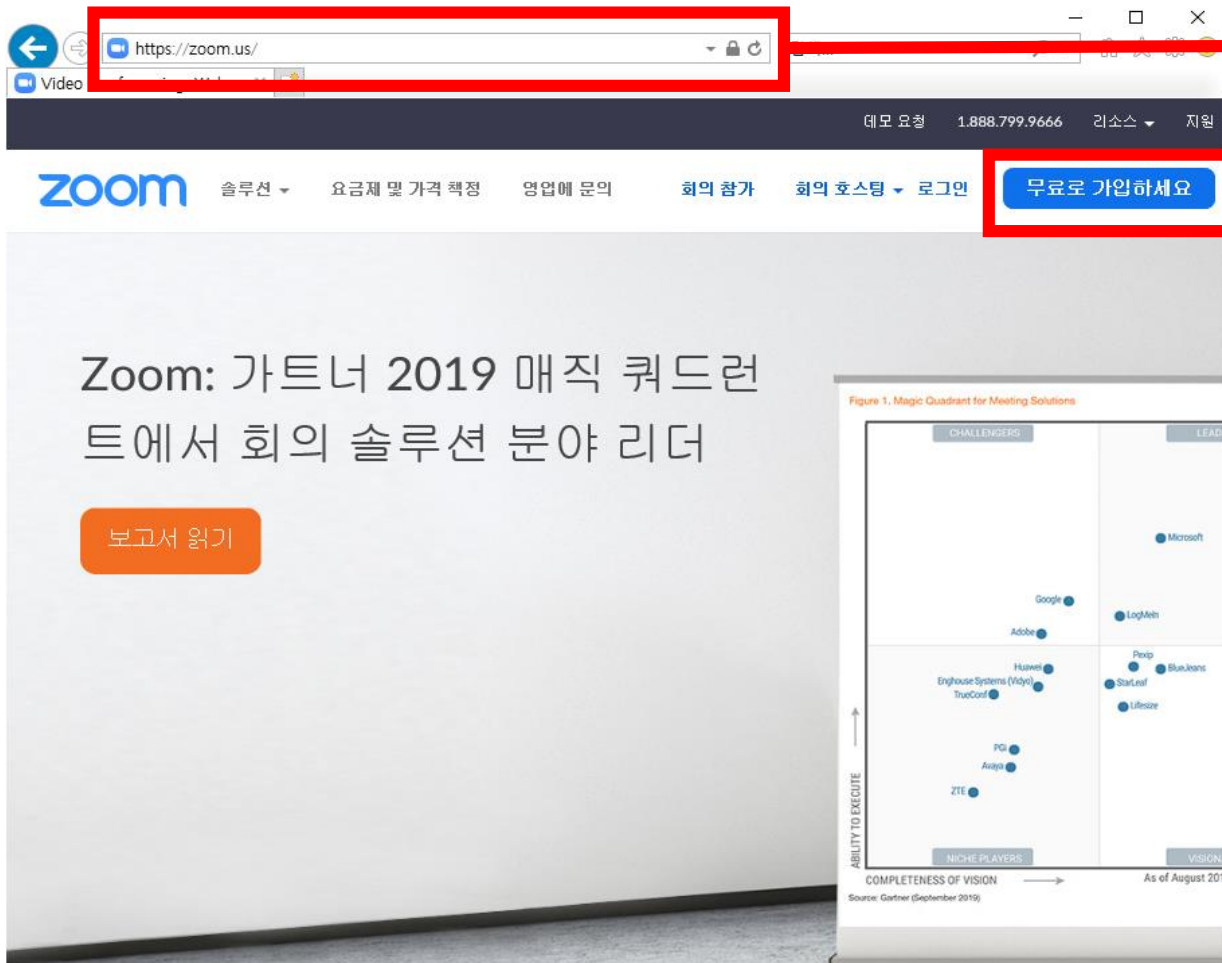 https://zoom.us/
Video
데모 요청 1.888.799.9666 리소스 지원
zoom 솔루션 요금제 및 가격 책정 영업에 문의 회의 참가 회의 호스팅 로그인 무료로 가입하세요
Zoom: 가트너 2019 매직 쿼드런
트에서 회의 솔루션 분야 리더
보고서 읽기
Figure 1. Magic Quadrant for Meeting Solutions
CHALLENGERS LEAD
Microsoft
Google
LogMeIn
Adobe
Pexip
Huawei BlueJeans
Enghouse Systems (Vidyo) StarLeaf
TrueConf
Lifesize
PGi
Avaya
ZTE
ABILITY TO EXECUTE
NICHE PLAYERS VISION
COMPLETENESS OF VISION As of August 201
Source: Gartner (September 2019)